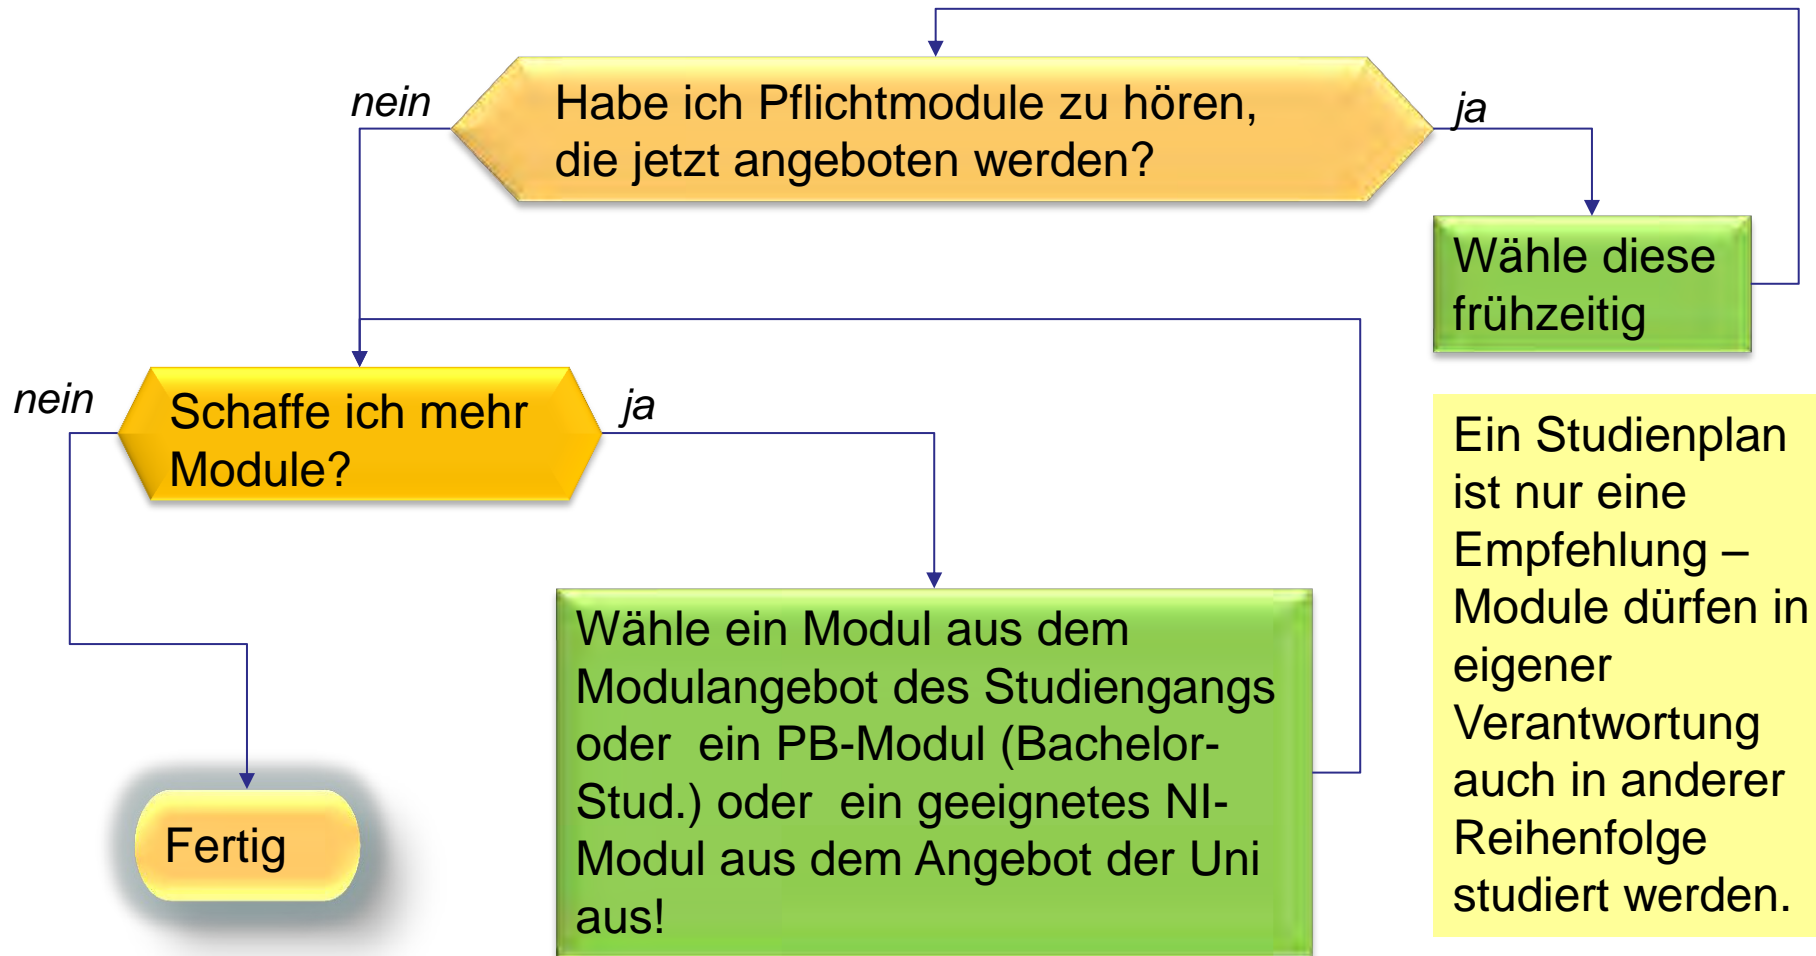 nein
Habe ich Pflichtmodule zu hören,
die jetzt angeboten werden?
ja
Wähle diese
frühzeitig
nein
Schaffe ich mehr
Module?
ja
Wähle ein Modul aus dem
Modulangebot des Studiengangs
oder ein PB-Modul (Bachelor-
Stud.) oder ein geeignetes NI-
Modul aus dem Angebot der Uni
aus!
Fertig
Ein Studienplan
ist nur eine
Empfehlung –
Module dürfen in
eigener
Verantwortung
auch in anderer
Reihenfolge
studiert werden.